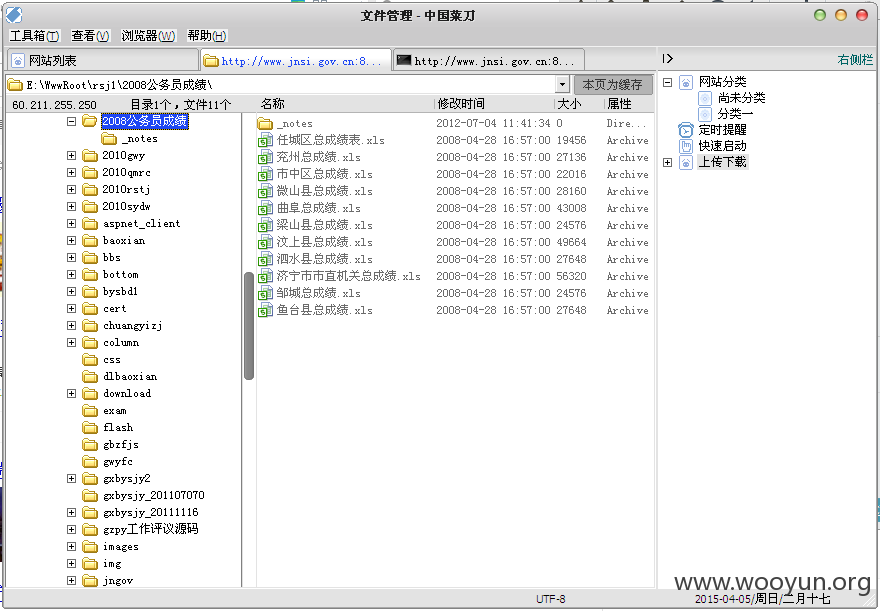 文件管理 - 中国菜刀
工具箱(T) 查看(V) 浏览器(W) 帮助(H)
网站列表 http://www.jnsi.gov.cn:8... http://www.jnsi.gov.cn:8...
右侧栏
E:\WwwRoot\rsj1\2008公务员成绩\ 本页为缓存
60.211.255.250 目录1个，文件11个
2008公务员成绩
_notes
2010gwy
2010qmrc
2010rstj
2010sydw
aspnet_client
baoxian
bbs
bottom
bysbd1
cert
chuangyizj
column
css
dlbaoxian
download
exam
flash
gbzfjs
gwyfc
gxbysjy2
gxbysjy_201107070
gxbysjy_20111116
gzpy工作评议源码
images
img
jngov
名称 修改时间 大小 属性
_notes 2012-07-04 11:41:34 0 Dire...
任城区总成绩表.xls 2008-04-28 16:57:00 19456 Archive
兖州总成绩.xls 2008-04-28 16:57:00 27136 Archive
市中区总成绩.xls 2008-04-28 16:57:00 22016 Archive
微山县总成绩.xls 2008-04-28 16:57:00 28160 Archive
曲阜总成绩.xls 2008-04-28 16:57:00 43008 Archive
梁山县总成绩.xls 2008-04-28 16:57:00 24576 Archive
汶上县总成绩.xls 2008-04-28 16:57:00 49664 Archive
泗水县总成绩.xls 2008-04-28 16:57:00 27648 Archive
济宁市市直机关总成绩.xls 2008-04-28 16:57:00 56320 Archive
邹城总成绩.xls 2008-04-28 16:57:00 24576 Archive
鱼台县总成绩.xls 2008-04-28 16:57:00 27648 Archive
网站分类
尚未分类
分类一
定时提醒
快速启动
上传下载
www.wooyun.org
UTF-8 2015-04-05/周日/二月十七